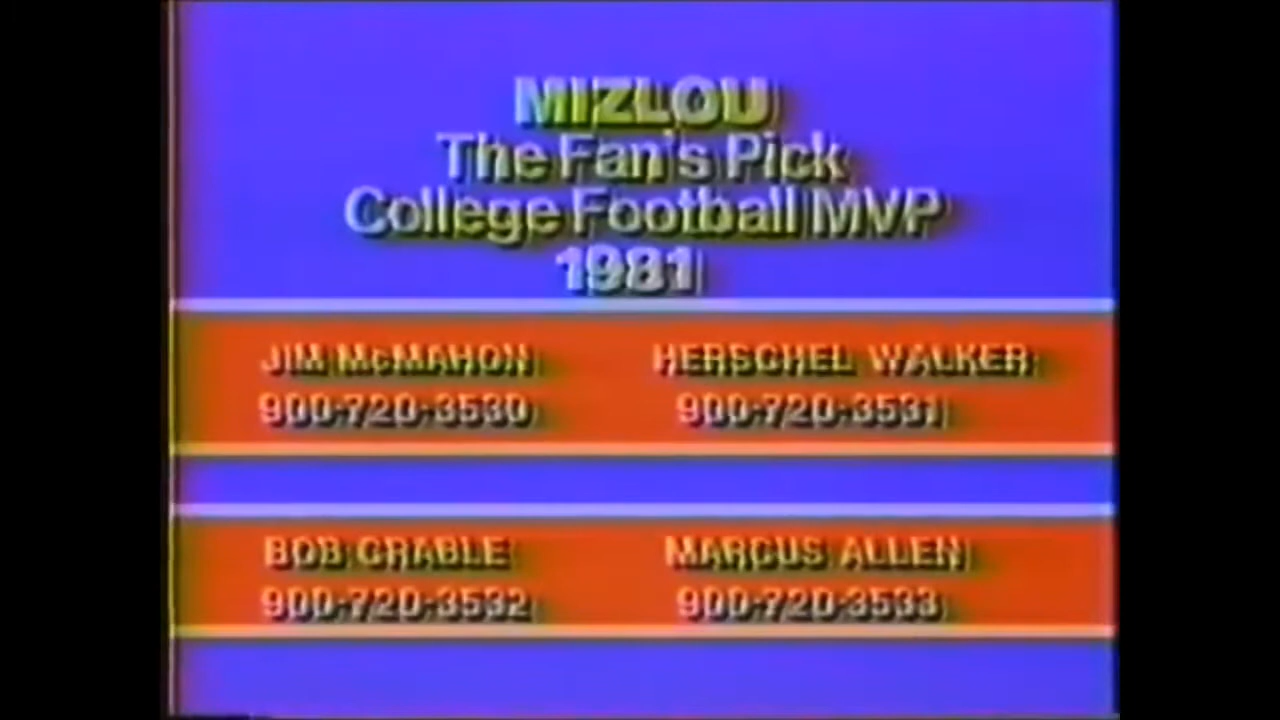 MIZLOU
The Fan's Pick
College Football MVP
1981
JIM McMAHON
900-720-3530
HERSCHEL WALKER
900-720-3531
BOB CRABLE
900-720-3532
MARCUS ALLEN
900-720-3533